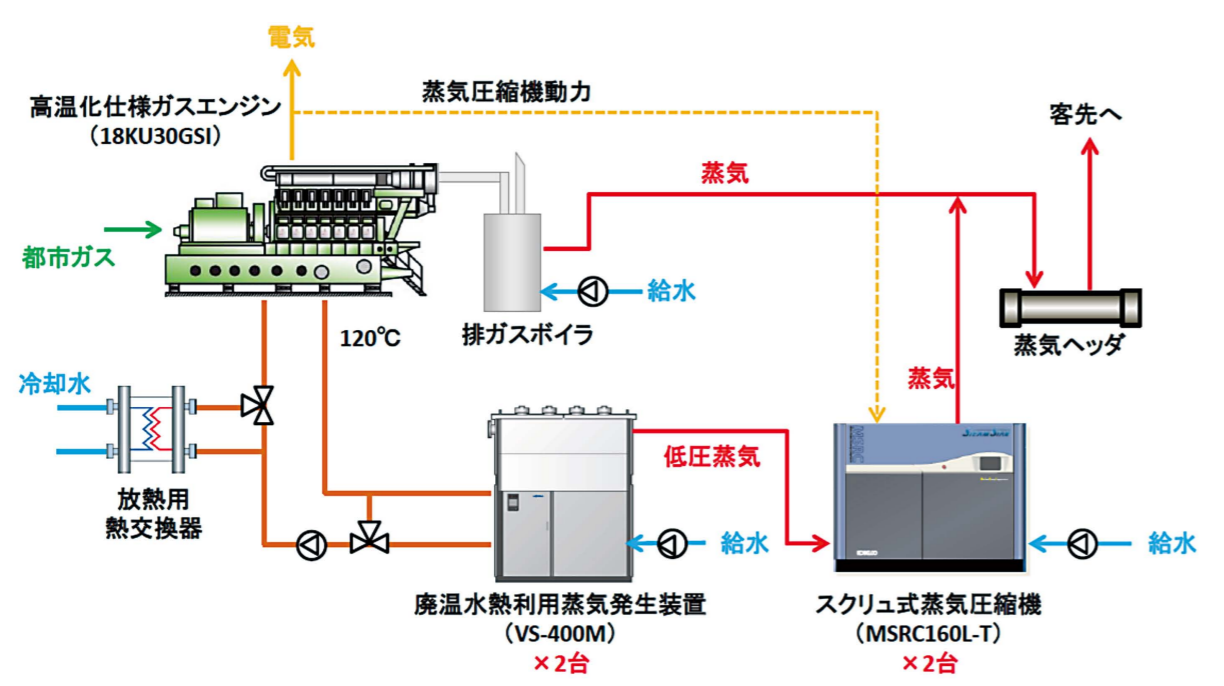 電気
高温化仕様ガスエンジン
（18KU30GSI）
蒸気圧縮機動力
客先へ
蒸気
都市ガス
給水
120℃
排ガスボイラ
蒸気ヘッダ
冷却水
蒸気
低圧蒸気
放熱用
熱交換器
給水
給水
MSRC
KOBELCO
廃温水熱利用蒸気発生装置
（VS-400M）
×2台
スクリュ式蒸気圧縮機
（MSRC160L-T）
×2台